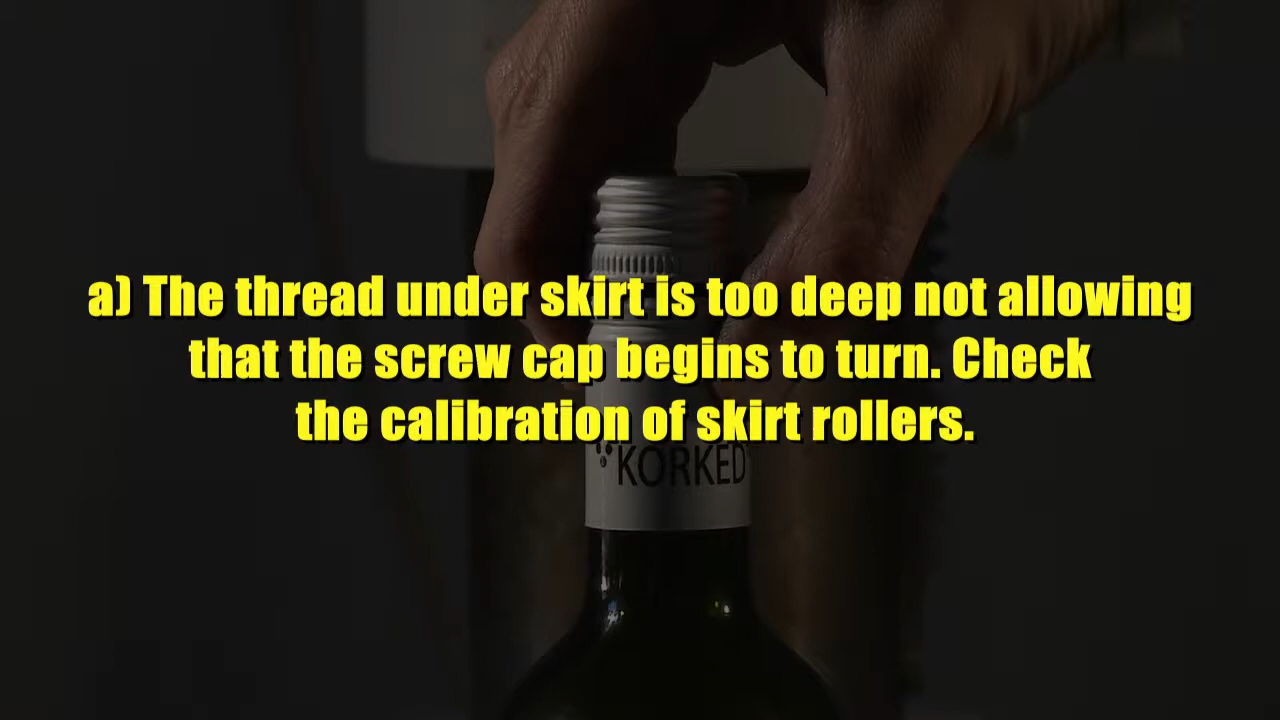 a) The thread under skirt is too deep not allowing
that the screw cap begins to turn. Check
the calibration of skirt rollers.
KORKED